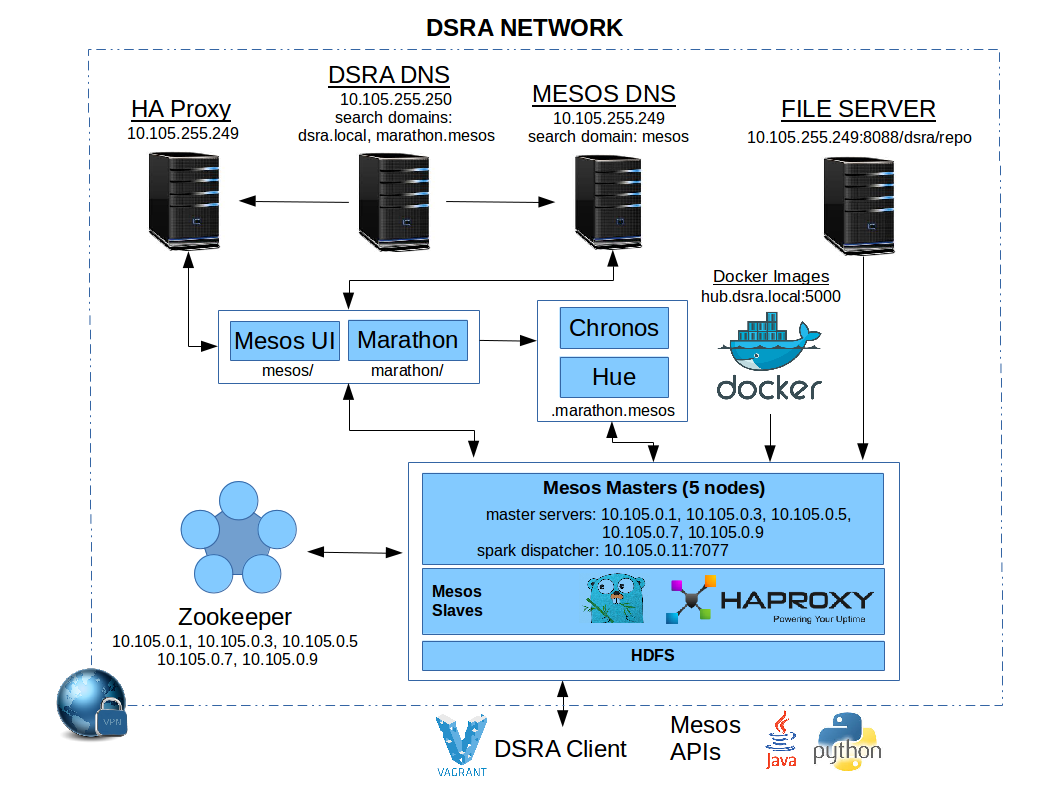 DSRA NETWORK
HA Proxy
10.105.255.249
DSRA DNS
10.105.255.250
search domains:
dsra.local, marathon.mesos
MESOS DNS
10.105.255.249
search domain: mesos
FILE SERVER
10.105.255.249:8088/dsra/repo
Docker Images
hub.dsra.local:5000
docker
Mesos UI
mesos/
Marathon
marathon/
Chronos
Hue
.marathon.mesos
Mesos Masters (5 nodes)
master servers: 10.105.0.1, 10.105.0.3, 10.105.0.5,
10.105.0.7, 10.105.0.9
spark dispatcher: 10.105.0.11:7077
Mesos
Slaves
HAPROXY
Powering Your Uptime
HDFS
Zookeeper
10.105.0.1, 10.105.0.3, 10.105.0.5
10.105.0.7, 10.105.0.9
VPN
VAGRANT
DSRA Client
Mesos
APIs
Java
python